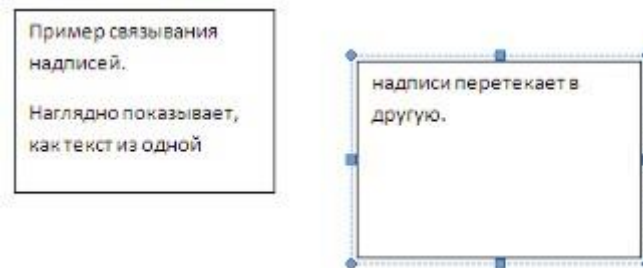 Пример связывания
надписей.
Наглядно показывает,
как текст из одной
надписи перетекает в
другую.